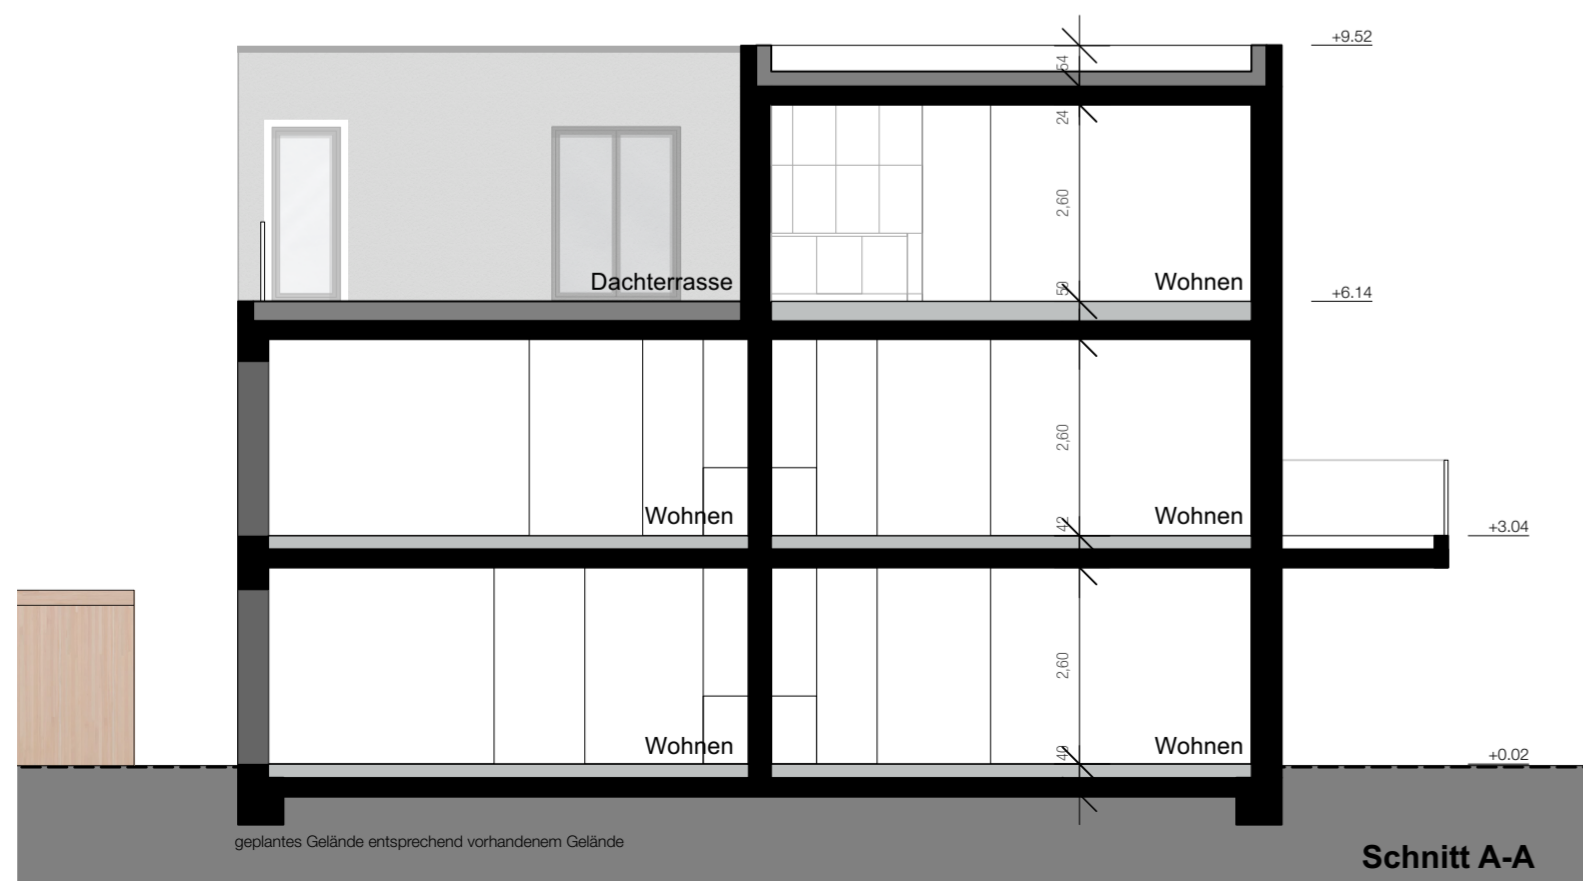 +9.52
54
24
2,60
Dachterrasse
Wohnen
50
+6.14
2,60
Wohnen
Wohnen
42
+3.04
2,60
Wohnen
Wohnen
40
+0.02
geplantes Gelände entsprechend vorhandenem Gelände
Schnitt A-A